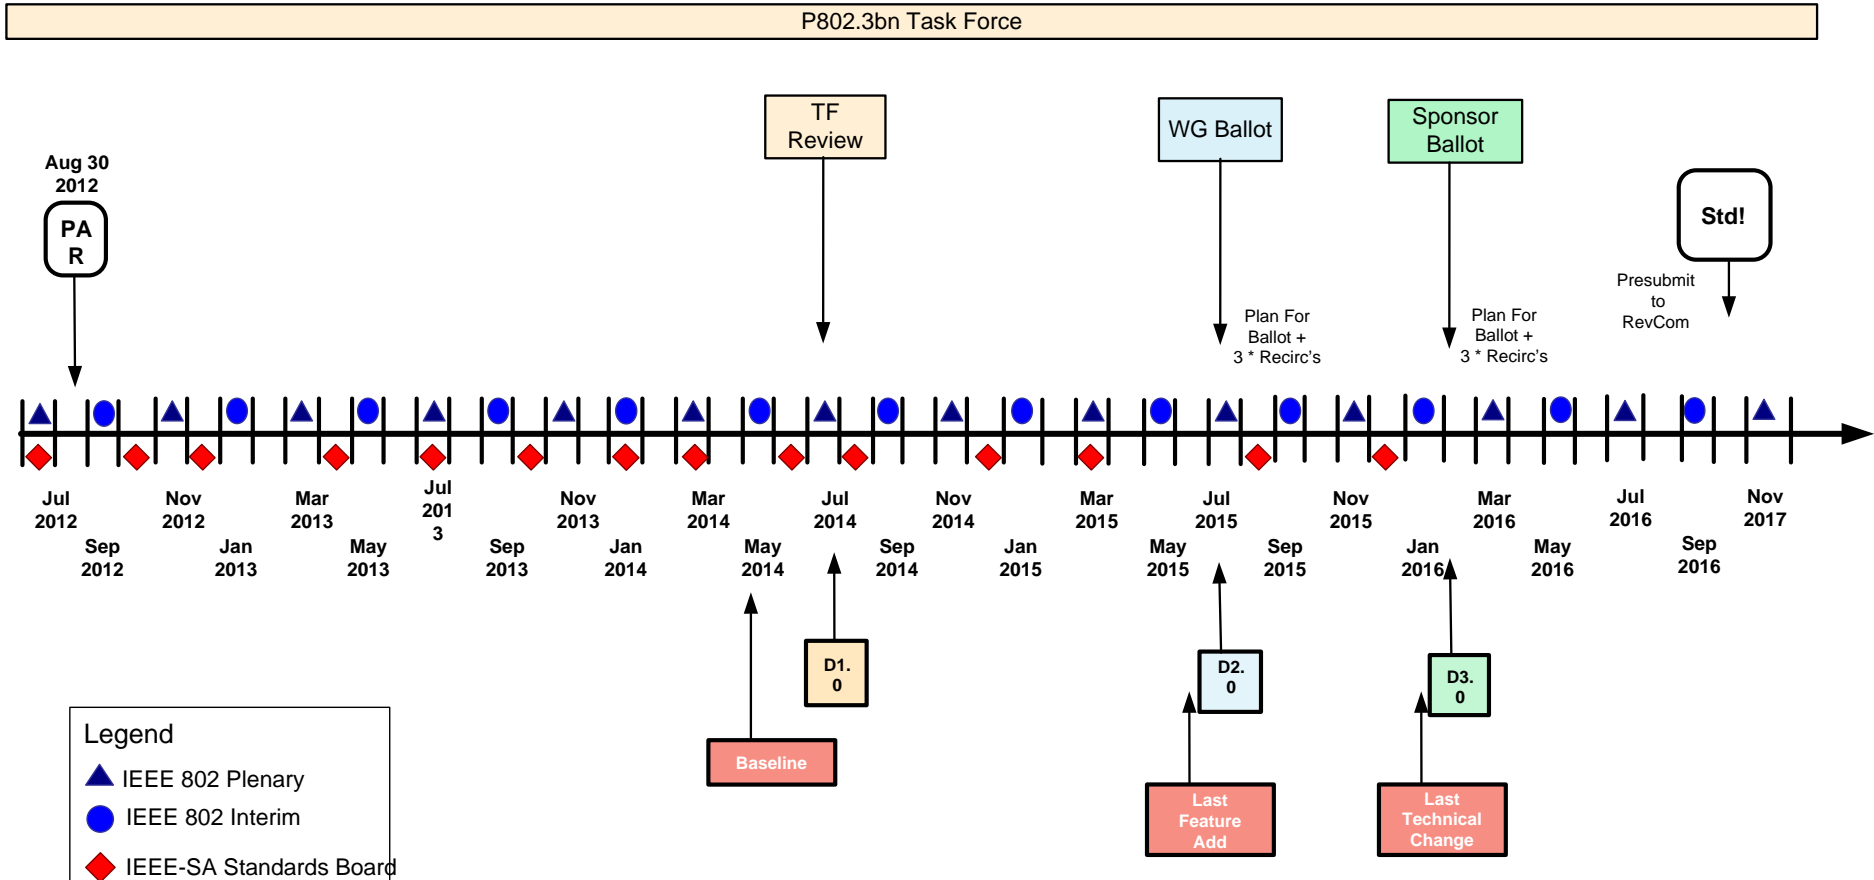 P802.3bn Task Force
TF
Review
WG Ballot
Sponsor
Ballot
Aug 30
2012
PA
R
Std!
Presubmit
to
RevCom
Plan For
Ballot +
3 * Recirc's
Plan For
Ballot +
3 * Recirc's
Jul
2012
Sep
2012
Nov
2012
Jan
2013
Mar
2013
May
2013
Jul
201
3
Sep
2013
Nov
2013
Jan
2014
Mar
2014
May
2014
Jul
2014
Sep
2014
Nov
2014
Jan
2015
Mar
2015
May
2015
Jul
2015
Sep
2015
Nov
2015
Jan
2016
Mar
2016
May
2016
Jul
2016
Sep
2016
Nov
2017
D1.
0
D2.
0
D3.
0
Baseline
Last
Feature
Add
Last
Technical
Change
Legend
IEEE 802 Plenary
IEEE 802 Interim
IEEE-SA Standards Board